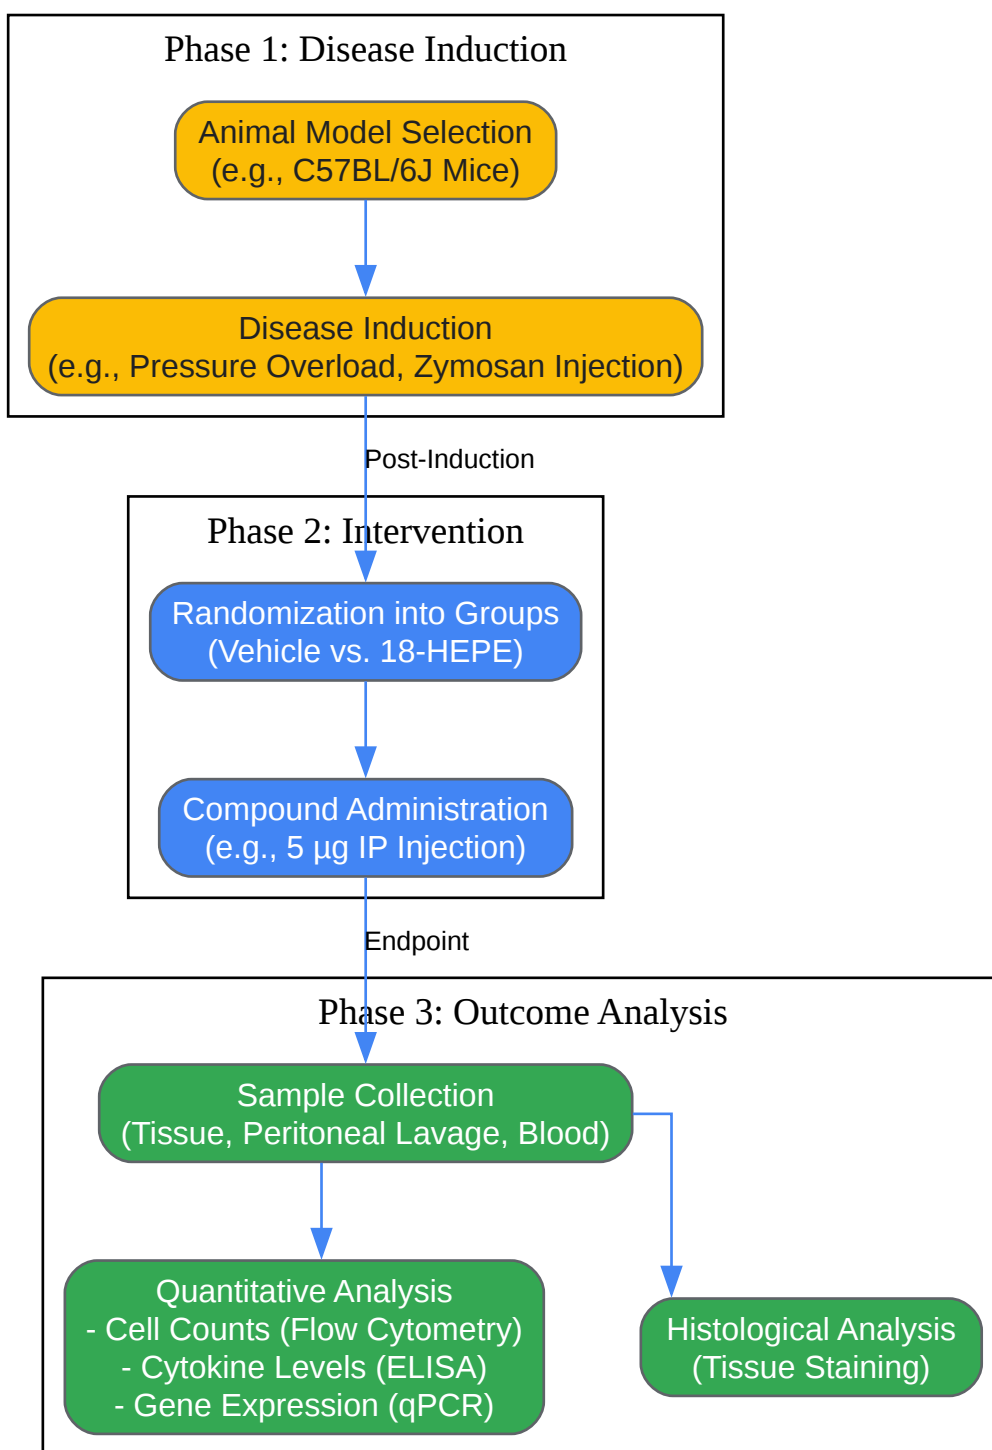 Phase 1: Disease Induction
Animal Model Selection
(e.g., C57BL/6J Mice)
Disease Induction
(e.g., Pressure Overload, Zymosan Injection)
Post-Induction
Phase 2: Intervention
Randomization into Groups
(Vehicle vs. 18-HEPE)
Compound Administration
(e.g., 5 µg IP Injection)
Endpoint
Phase 3: Outcome Analysis
Sample Collection
(Tissue, Peritoneal Lavage, Blood)
Quantitative Analysis
- Cell Counts (Flow Cytometry)
- Cytokine Levels (ELISA)
- Gene Expression (qPCR)
Histological Analysis
(Tissue Staining)